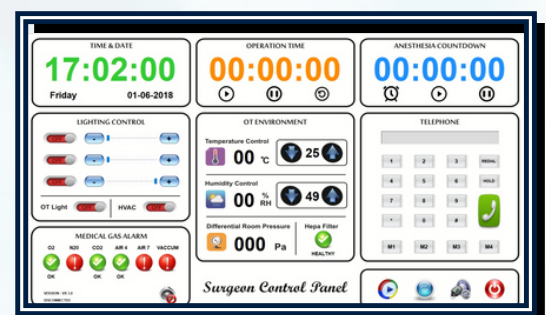 TIME & DATE
17:02:00
Friday 01-06-2018
OPERATION TIME
00:00:00
ANESTHESIA COUNTDOWN
00:00:00
LIGHTING CONTROL
OT Light HVAC
MEDICAL GAS ALARM
O2 N20 CO2 AIR 4 AIR 7 VACCUM
OK OK OK
DISCONNECTED
OT ENVIRONMENT
Temperature Control
00 °C 25
Humidity Control
00 % RH 49
Differential Room Pressure Hepa Filter
000 Pa HEALTHY
Surgeon Control Panel
TELEPHONE
1 2 3 REDIAL
4 5 6 HOLD
7 8 9
* 0 #
M1 M2 M3 M4